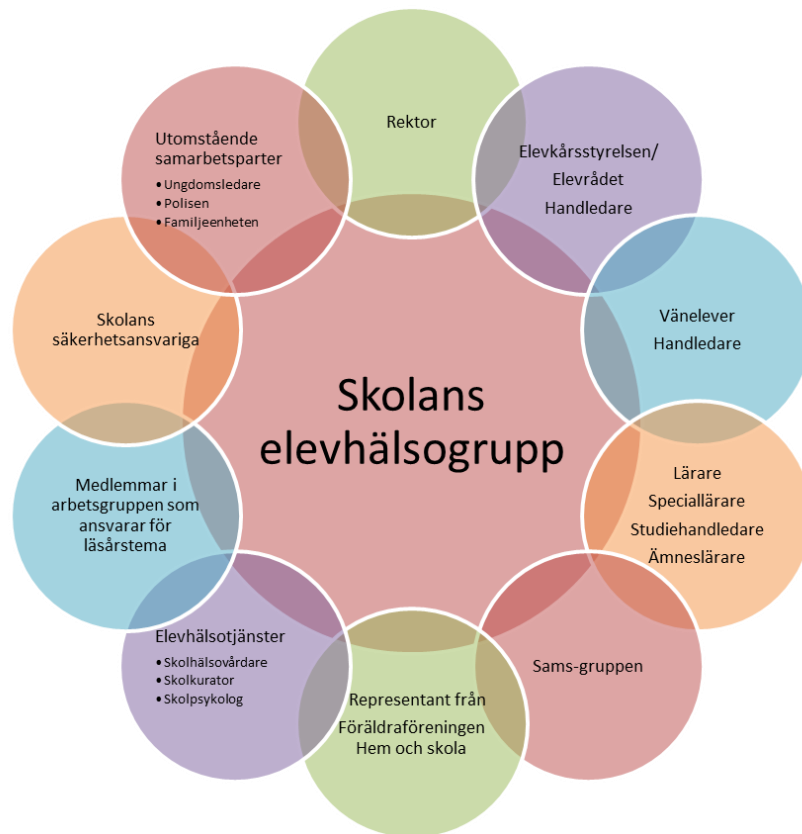 Rektor
Elevkårsstyrelsen/
Elevrådet
Handledare
Vänelever
Handledare
Lärare
Speciallärare
Studiehandledare
Ämneslärare
Sams-gruppen
Representant från
Föräldraföreningen
Hem och skola
Elevhälsotjänster
• Skolhälsovårdare
• Skolkurator
• Skolpsykolog
Medlemmar i
arbetsgruppen som
ansvarar för
läsårstema
Skolans
säkerhetsansvariga
Utomstående
samarbetsparter
• Ungdomsledare
• Polisen
• Familjeenheten
Skolans
elevhälsogrupp